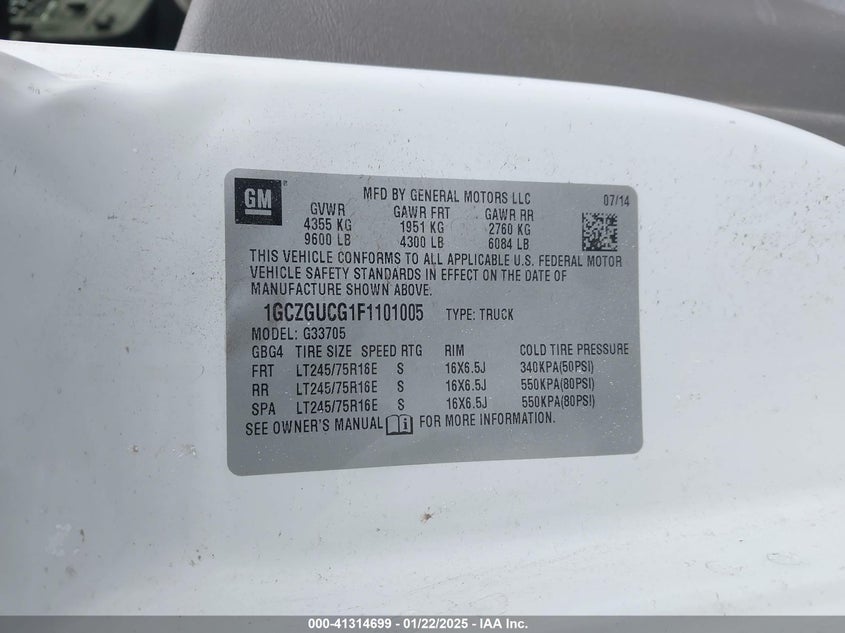 GM
MFD BY GENERAL MOTORS LLC 07/14
GVWR GAWR FRT GAWR RR
4355 KG 1951 KG 2760 KG
9600 LB 4300 LB 6084 LB
THIS VEHICLE CONFORMS TO ALL APPLICABLE U.S. FEDERAL MOTOR
VEHICLE SAFETY STANDARDS IN EFFECT ON THE DATE OF
MANUFACTURE SHOWN ABOVE.
1GCZGUCG1F1101005 TYPE: TRUCK
MODEL: G33705
GBG4 TIRE SIZE SPEED RTG RIM COLD TIRE PRESSURE
FRT LT245/75R16E S 16X6.5J 340KPA(50PSI)
RR LT245/75R16E S 16X6.5J 550KPA(80PSI)
SPA LT245/75R16E S 16X6.5J 550KPA(80PSI)
SEE OWNER'S MANUAL FOR MORE INFORMATION.
000-41314699 - 01/22/2025 - IAA Inc.